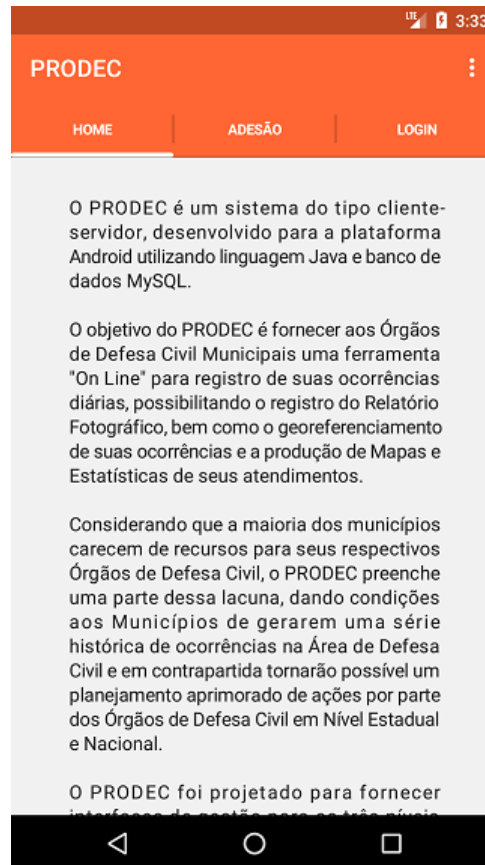 LTE 3:33
PRODEC
HOME ADESÃO LOGIN
O PRODEC é um sistema do tipo cliente-
servidor, desenvolvido para a plataforma
Android utilizando linguagem Java e banco de
dados MySQL.
O objetivo do PRODEC é fornecer aos Órgãos
de Defesa Civil Municipais uma ferramenta
"On Line" para registro de suas ocorrências
diárias, possibilitando o registro do Relatório
Fotográfico, bem como o georeferenciamento
de suas ocorrências e a produção de Mapas e
Estatísticas de seus atendimentos.
Considerando que a maioria dos municípios
carecem de recursos para seus respectivos
Órgãos de Defesa Civil, o PRODEC preenche
uma parte dessa lacuna, dando condições
aos Municípios de gerarem uma série
histórica de ocorrências na Área de Defesa
Civil e em contrapartida tornarão possível um
planejamento aprimorado de ações por parte
dos Órgãos de Defesa Civil em Nível Estadual
e Nacional.
O PRODEC foi projetado para fornecer